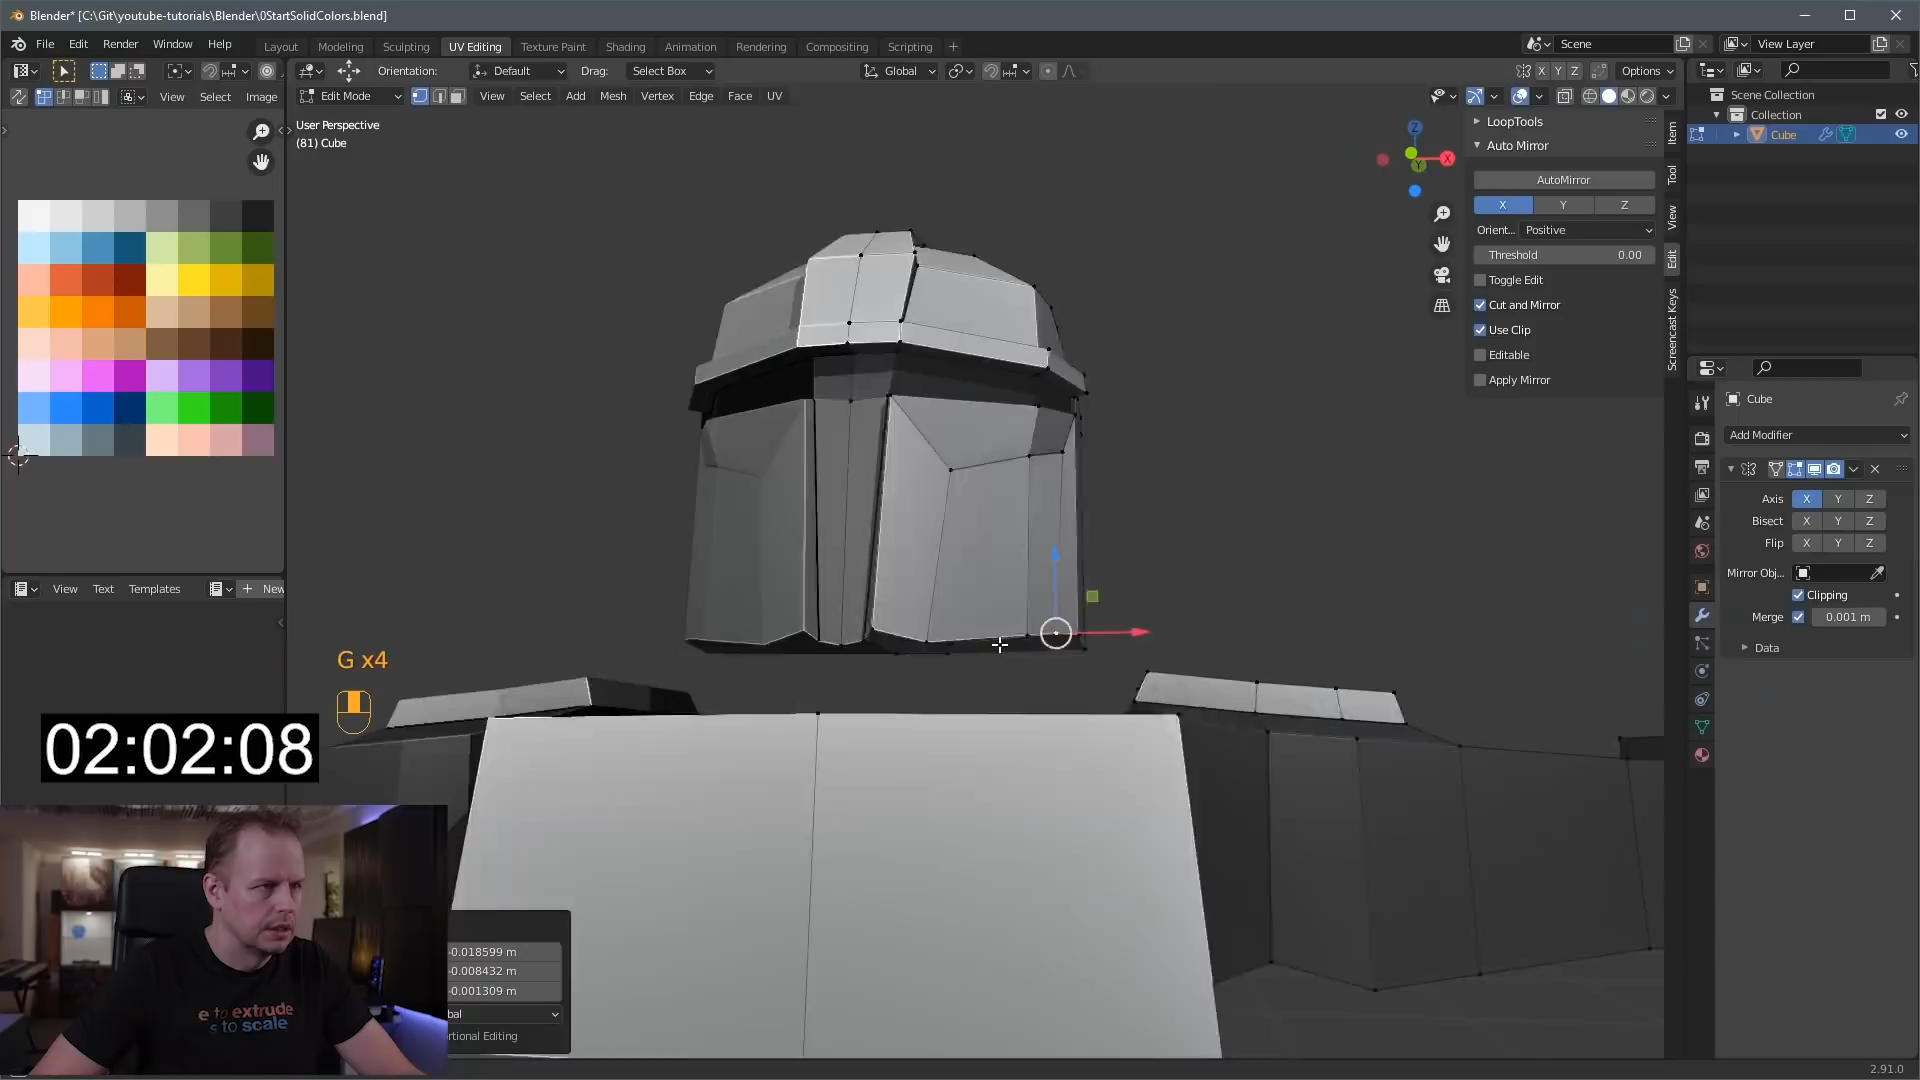 Blender* [C:\Git\youtube-tutorials\Blender\0StartSolidColors.blend]
File Edit Render Window Help
Layout Modeling Sculpting UV Editing Texture Paint Shading Animation Rendering Compositing Scripting +
Scene
View Layer
Orientation: Default Drag: Select Box
Global
X Y Z Options
View Select Image
Edit Mode View Select Add Mesh Vertex Edge Face UV
User Perspective
(81) Cube
Z
X
Y
LoopTools
Auto Mirror
AutoMirror
X Y Z
Orient... Positive
Threshold 0.00
Toggle Edit
Cut and Mirror
Use Clip
Editable
Apply Mirror
Item
Tool
View
Edit
Screencast Keys
Scene Collection
Collection
Cube
Cube
Add Modifier
Axis X Y Z
Bisect X Y Z
Flip X Y Z
Mirror Obj...
Clipping
Merge 0.001 m
Data
View Text Templates + New
G x4
02:02:08
e to extrude
s to scale
-0.018599 m
-0.008432 m
-0.001309 m
bal
rtional Editing
2.91.0